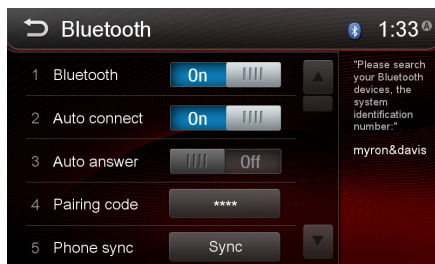 Bluetooth 1:33 A
1 Bluetooth On
2 Auto connect On
3 Auto answer Off
4 Pairing code ****
5 Phone sync Sync
"Please search
your Bluetooth
devices, the
system
identification
number:"
myron&davis